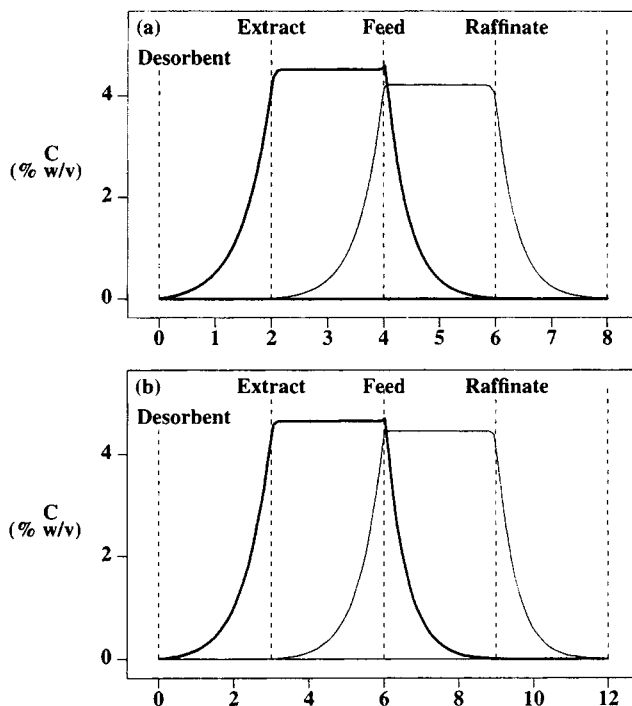 (a) Extract Feed Raffinate
Desorbent
4
C
(% w/v)
2
0
0 1 2 3 4 5 6 7 8
(b) Extract Feed Raffinate
Desorbent
4
C
(% w/v)
2
0
0 2 4 6 8 10 12